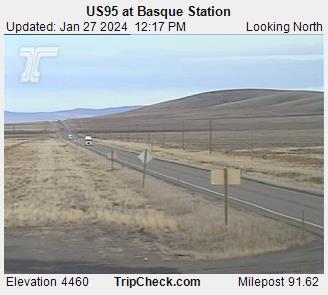 US95 at Basque Station
Updated: Jan 27 2024 12:17 PM Looking North
Elevation 4460 TripCheck.com Milepost 91.62